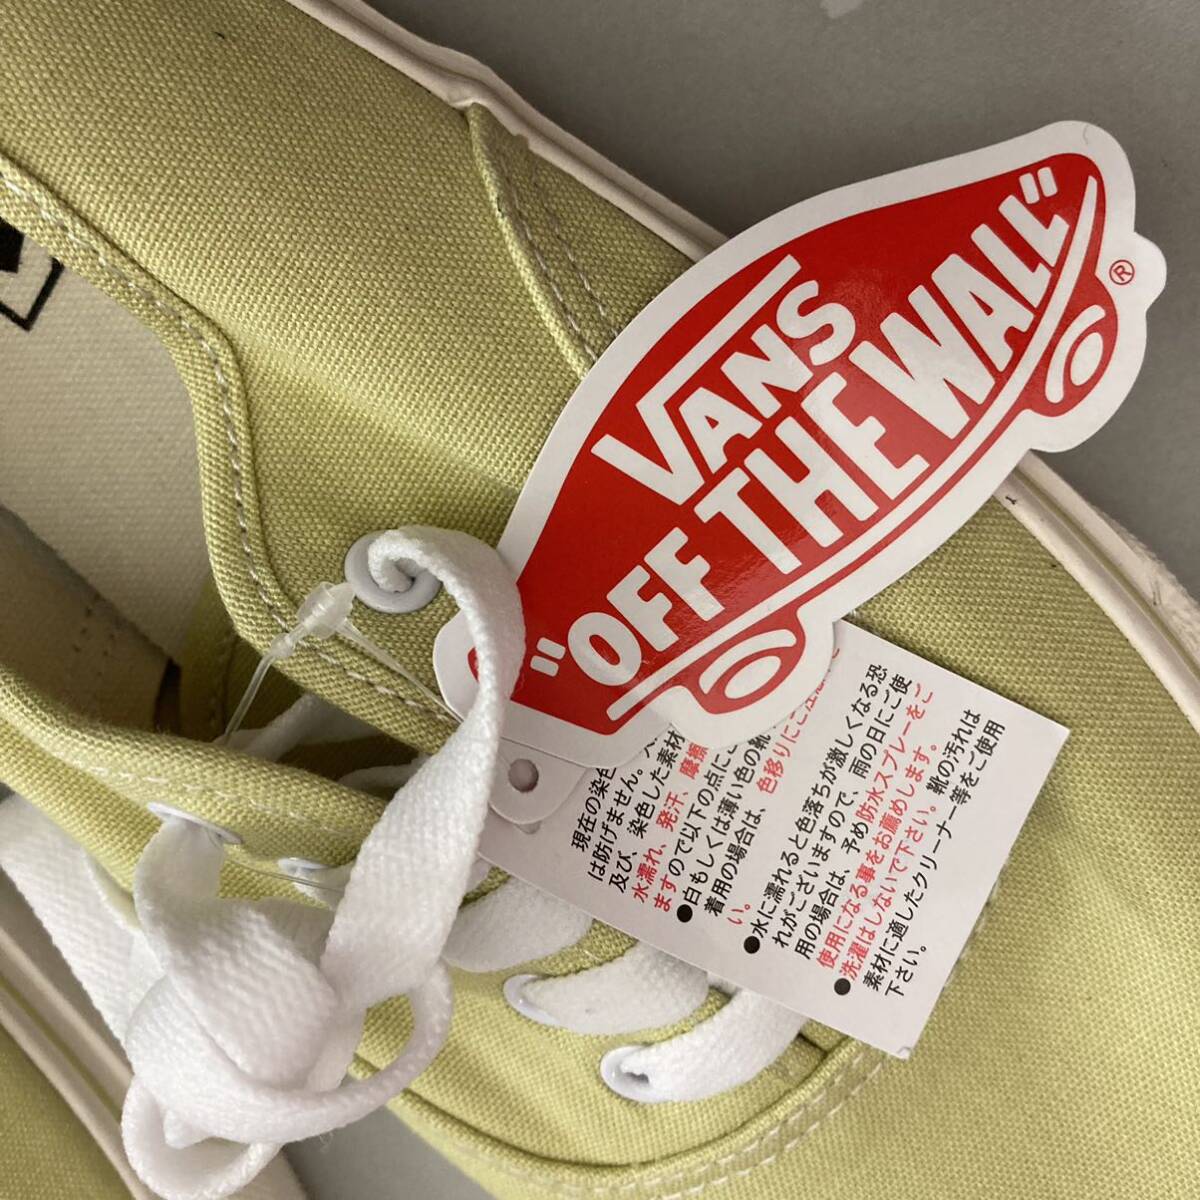 VANS
"OFF THE WALL"
®
現在の染色
は防げません。
及び、染色した素材
水濡れ、発汗、摩擦
ますので以下の点にご
●白もしくは薄い色の靴
着用の場合は、色移りにご注意
い。
●水に濡れると色落ちが激しくなる恐
れがございますので、雨の日にご使
用の場合は、予め防水スプレーをご
使用になる事をお薦めします。
●洗濯はしないで下さい。靴の汚れは
素材に適したクリーナー等をご使用
下さい。